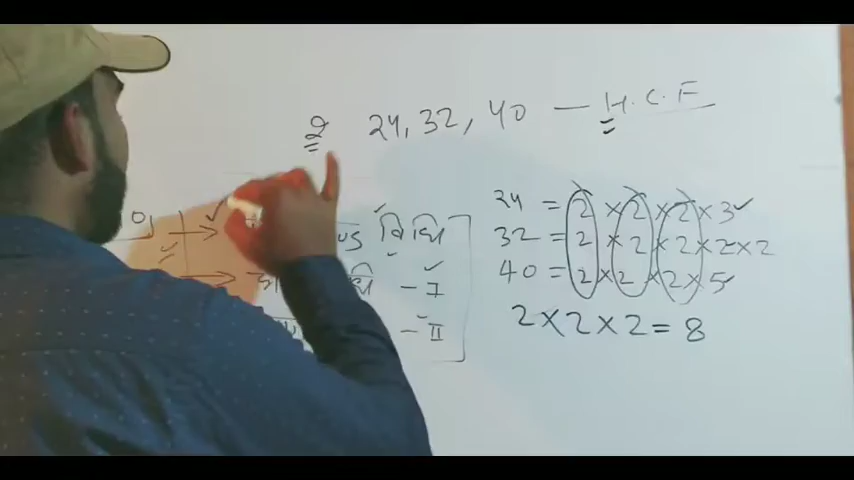 2 24, 32, 40 — H.C.F
24 = 2×2×2×3
32 = 2×2×2×2×2
40 = 2×2×2×5
2×2×2=8
विधि
- I
- II